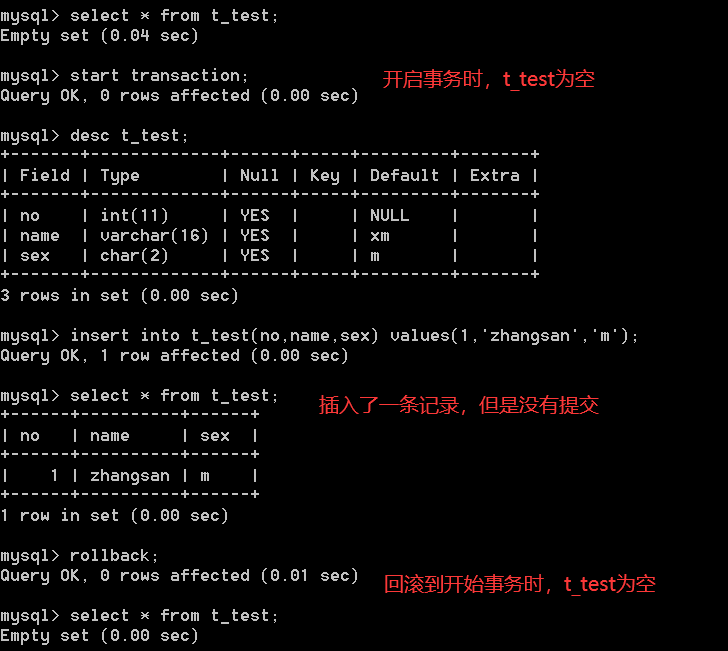 mysql> select * from t_test;
Empty set (0.04 sec)
mysql> start transaction;
开启事务时，t_test为空
Query OK, 0 rows affected (0.00 sec)
mysql> desc t_test;
+-------+-------------+------+-----+---------+-------+
| Field | Type        | Null | Key | Default | Extra |
+-------+-------------+------+-----+---------+-------+
| no    | int(11)     | YES  |     | NULL    |       |
| name  | varchar(16) | YES  |     | xm      |       |
| sex   | char(2)     | YES  |     | m       |       |
+-------+-------------+------+-----+---------+-------+
3 rows in set (0.00 sec)
mysql> insert into t_test(no,name,sex) values(1,'zhangsan','m');
Query OK, 1 row affected (0.00 sec)
mysql> select * from t_test;
插入了一条记录，但是没有提交
+------+----------+------+
| no   | name     | sex  |
+------+----------+------+
|    1 | zhangsan | m    |
+------+----------+------+
1 row in set (0.00 sec)
mysql> rollback;
Query OK, 0 rows affected (0.01 sec)
回滚到开始事务时，t_test为空
mysql> select * from t_test;
Empty set (0.00 sec)